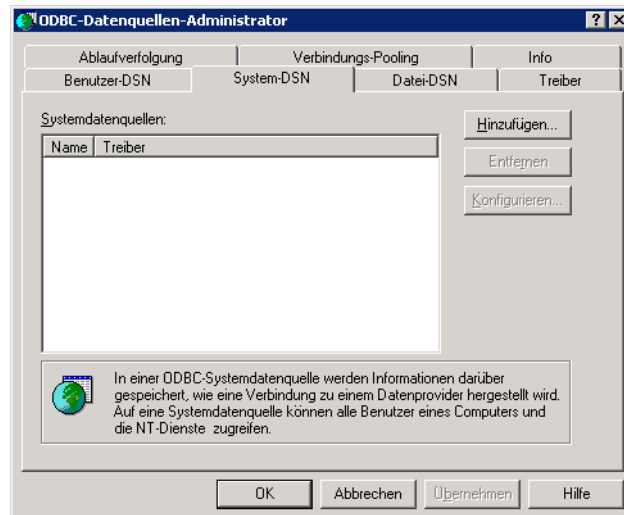 ODBC-Datenquellen-Administrator
Ablaufverfolgung Verbindungs-Pooling Info
Benutzer-DSN System-DSN Datei-DSN Treiber
Systemdatenquellen:
Name Treiber
Hinzufügen...
Entfernen
Konfigurieren...
In einer ODBC-Systemdatenquelle werden Informationen darüber
gespeichert, wie eine Verbindung zu einem Datenprovider hergestellt wird.
Auf eine Systemdatenquelle können alle Benutzer eines Computers und
die NT-Dienste zugreifen.
OK Abbrechen Übernehmen Hilfe